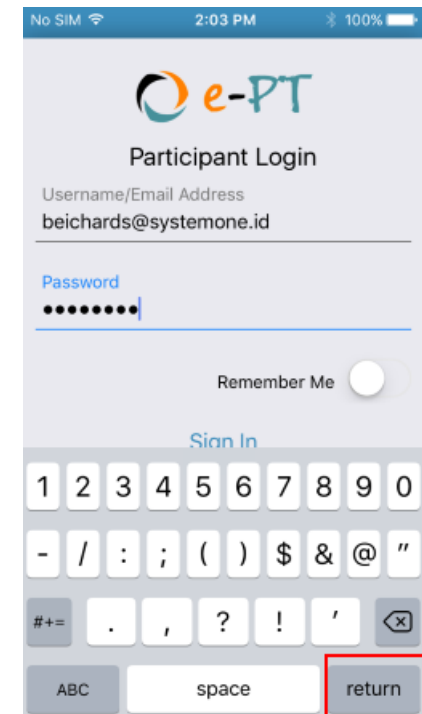 No SIM 2:03 PM 100%
e-PT
Participant Login
Username/Email Address
beichards@systemone.id
Password
••••••••
Remember Me
Sign In
1 2 3 4 5 6 7 8 9 0
- / : ; ( ) $ & @ "
#+= . , ? ! '
ABC space return